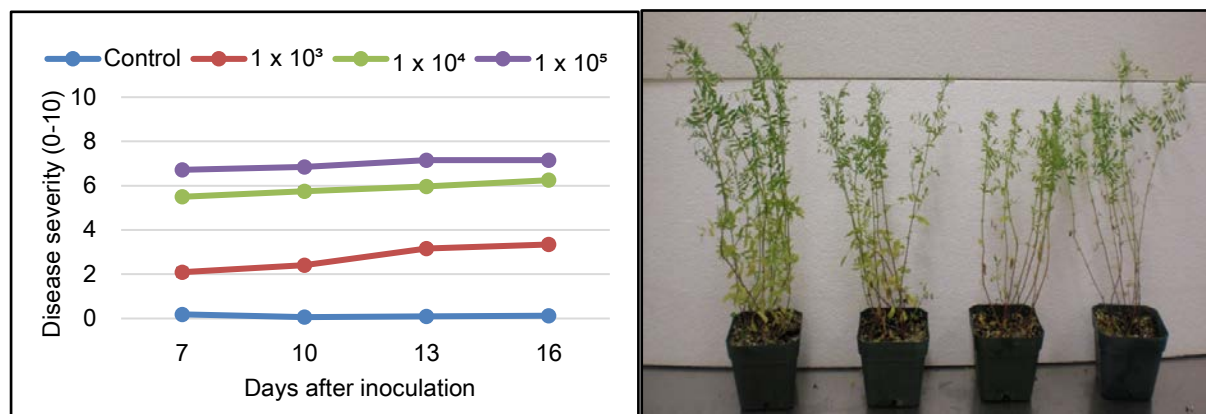 Control 1 x 10³ 1 x 10⁴ 1 x 10⁵
10
8
6
4
2
0
Disease severity (0-10)
7 10 13 16
Days after inoculation